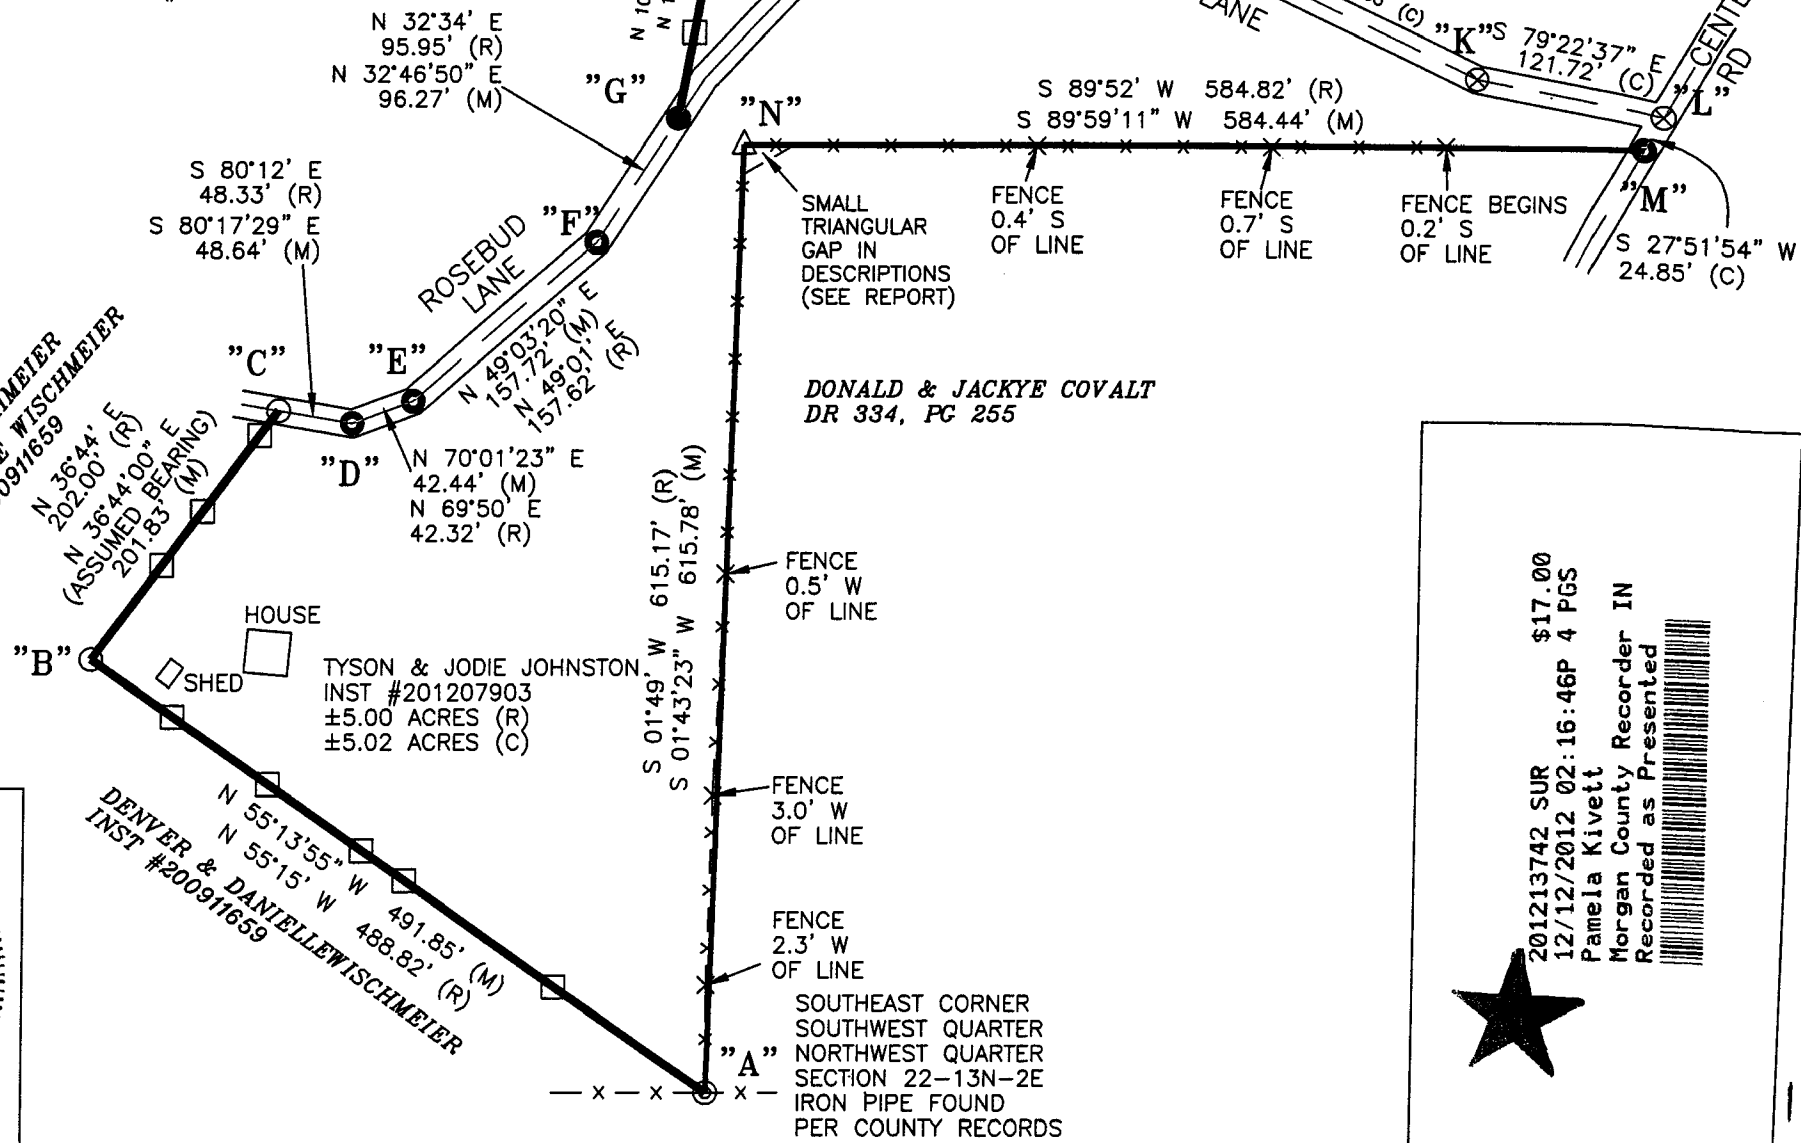 N 32°34' E
95.95' (R)
N 32°46'50" E
96.27' (M)
"G"
N 10
N 1
LANE
(C)
"K"
S 79°22'37" E
121.72' (C)
RD
"L"
"N"
S 89°52' W 584.82' (R)
S 89°59'11" W 584.44' (M)
"M"
S 27°51'54" W
24.85' (C)
S 80°12' E
48.33' (R)
S 80°17'29" E
48.64' (M)
"F"
ROSEBUD
LANE
SMALL
TRIANGULAR
GAP IN
DESCRIPTIONS
(SEE REPORT)
FENCE
0.4' S
OF LINE
FENCE
0.7' S
OF LINE
FENCE BEGINS
0.2' S
OF LINE
"C"
"E"
N 49°03'20" E
157.72' (M)
N 49°01' E
157.62' (R)
"D"
N 70°01'23" E
42.44' (M)
N 69°50' E
42.32' (R)
WISCHMEIER
N 36°44' E
202.00' (R)
N 36°44'00" E
(ASSUMED BEARING)
201.83' (M)
DONALD & JACKYE COVALT
DR 334, PG 255
S 01°49' W 615.17' (R)
S 01°43'23" W 615.78' (M)
FENCE
0.5' W
OF LINE
HOUSE
"B"
SHED
TYSON & JODIE JOHNSTON
INST #201207903
±5.00 ACRES (R)
±5.02 ACRES (C)
N 55°13'55" W 491.85' (M)
N 55°15' W 488.82' (R)
DENVER & DANIELLEWISCHMEIER
INST #200911659
FENCE
3.0' W
OF LINE
FENCE
2.3' W
OF LINE
"A"
SOUTHEAST CORNER
SOUTHWEST QUARTER
NORTHWEST QUARTER
SECTION 22-13N-2E
IRON PIPE FOUND
PER COUNTY RECORDS
201213742 SUR $17.00
12/12/2012 02:16:46P 4 PGS
Pamela Kivett
Morgan County Recorder IN
Recorded as Presented